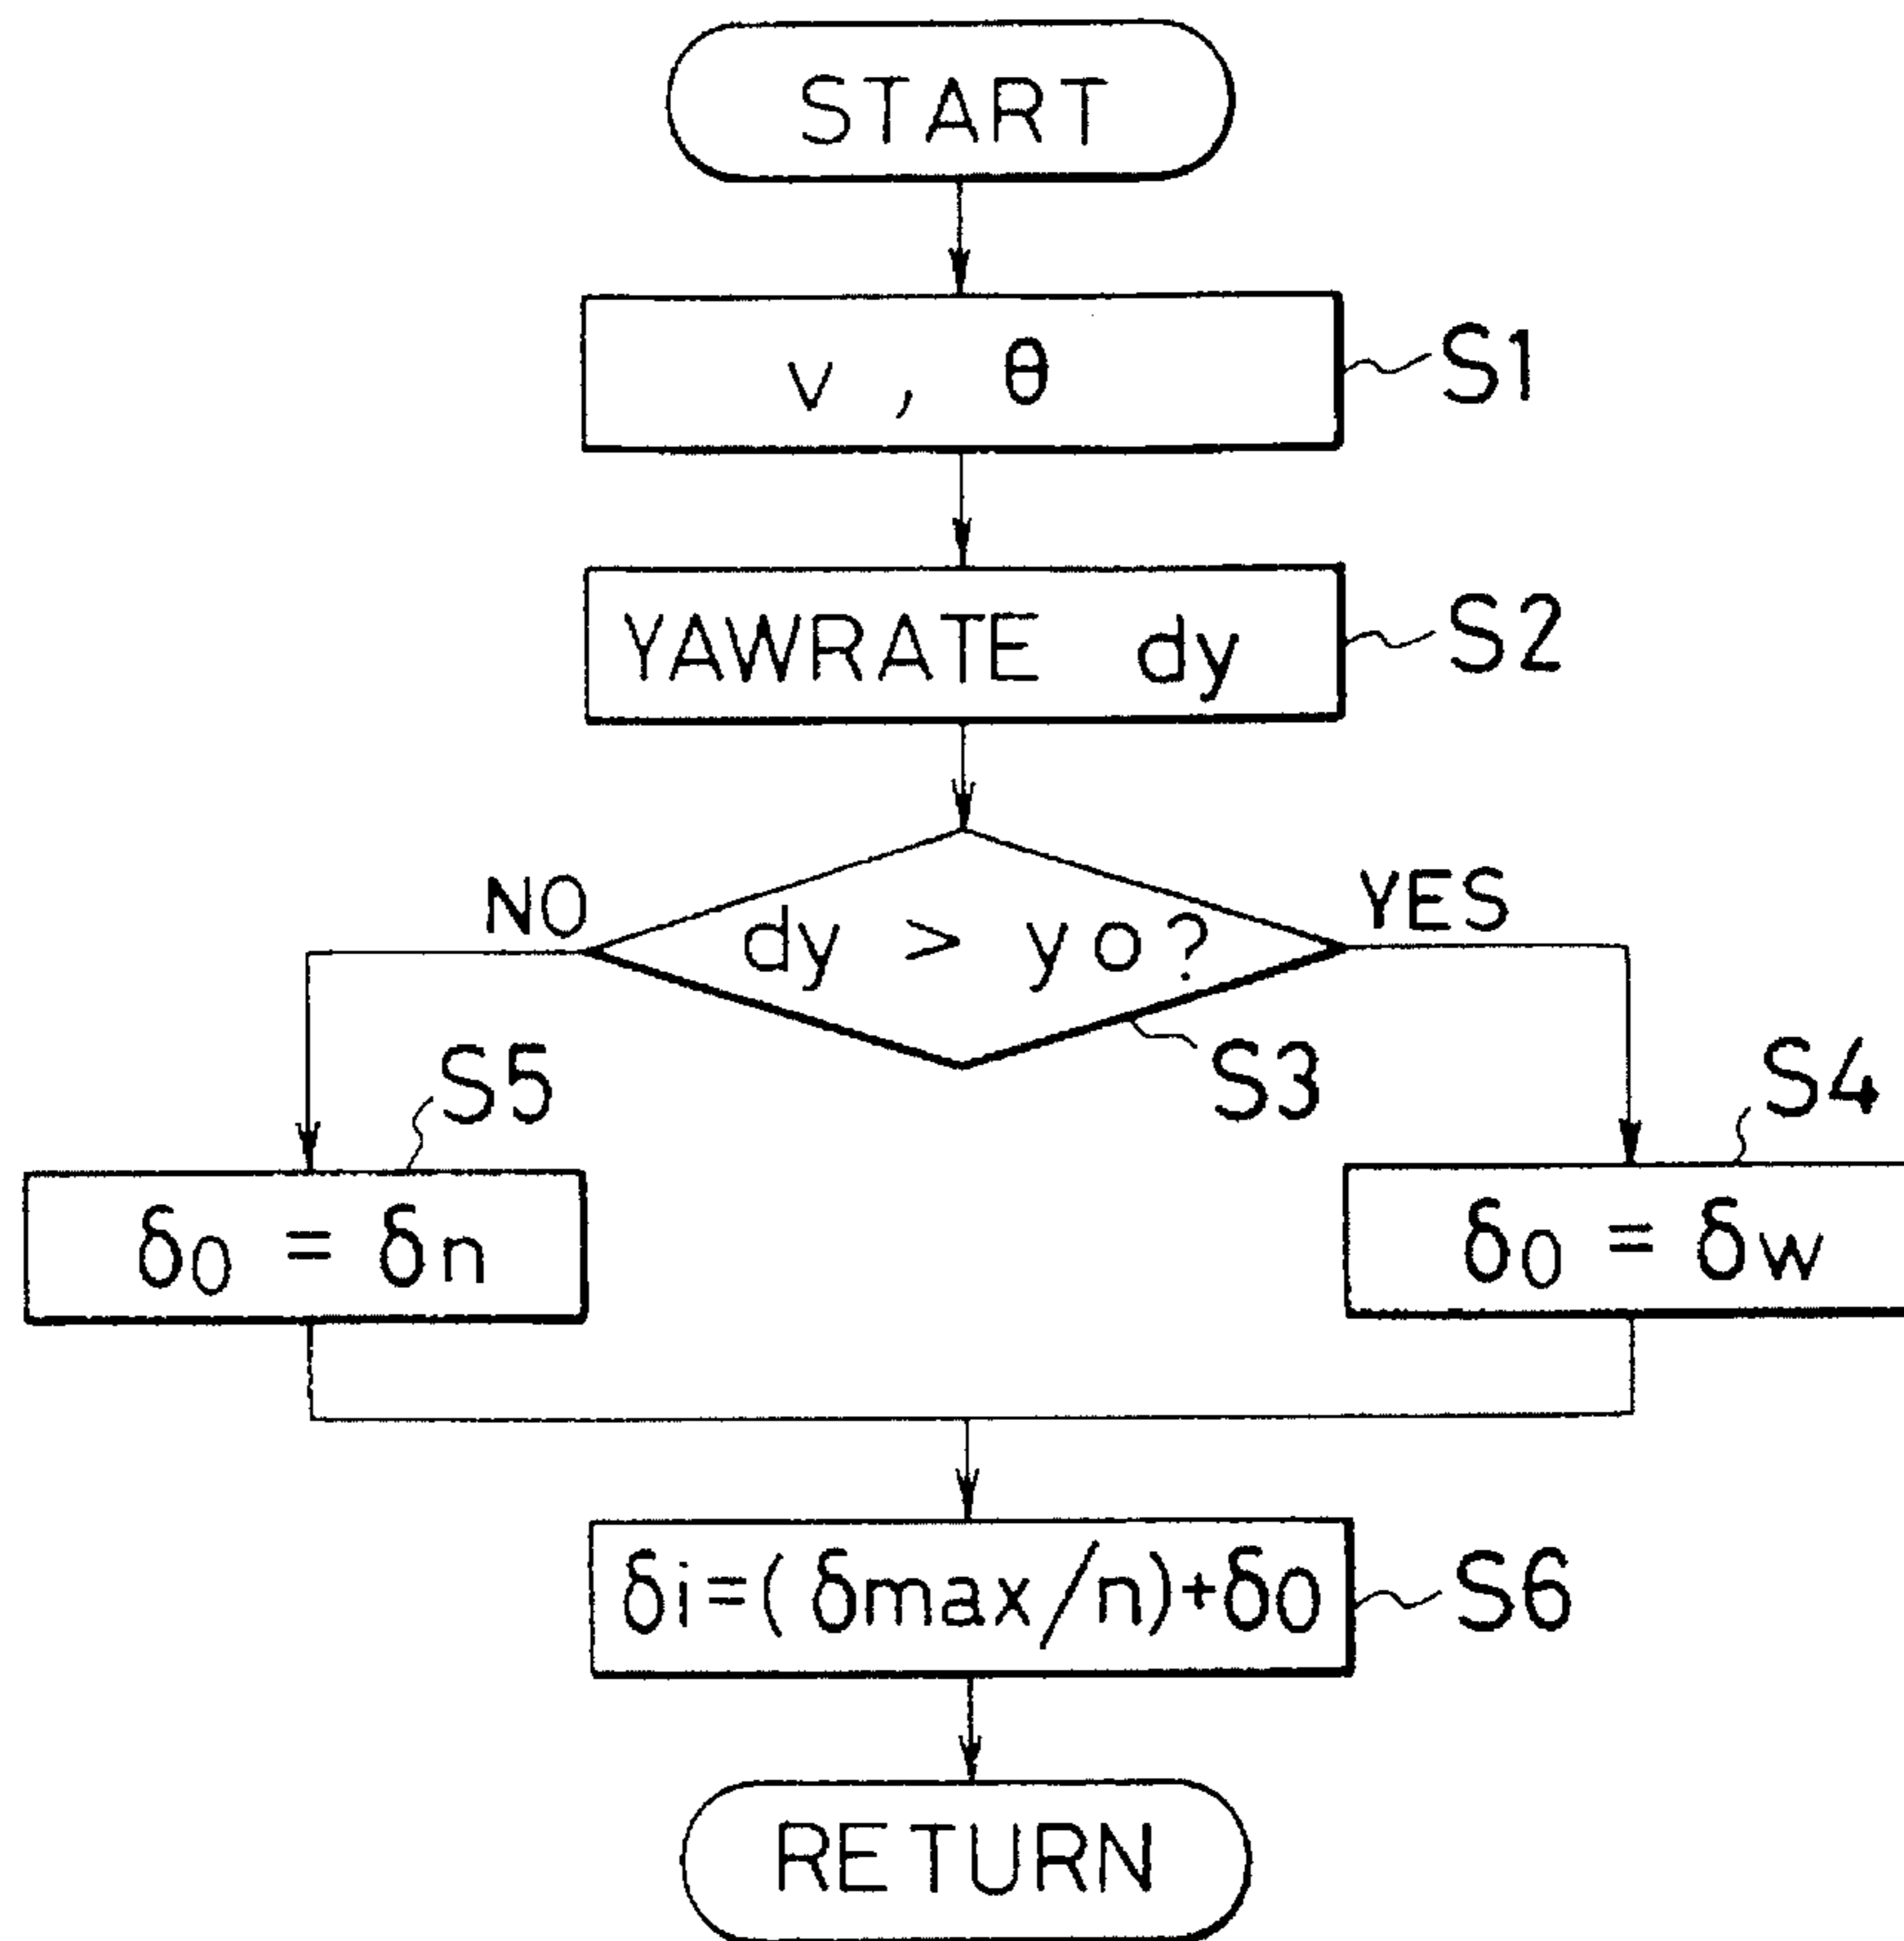 START
v , θ
S1
YAWRATE dy
S2
NO
YES
dy > yo?
S3
S5
S4
δ0 = δn
δ0 = δw
δi=(δmax/n)+δ0
S6
RETURN